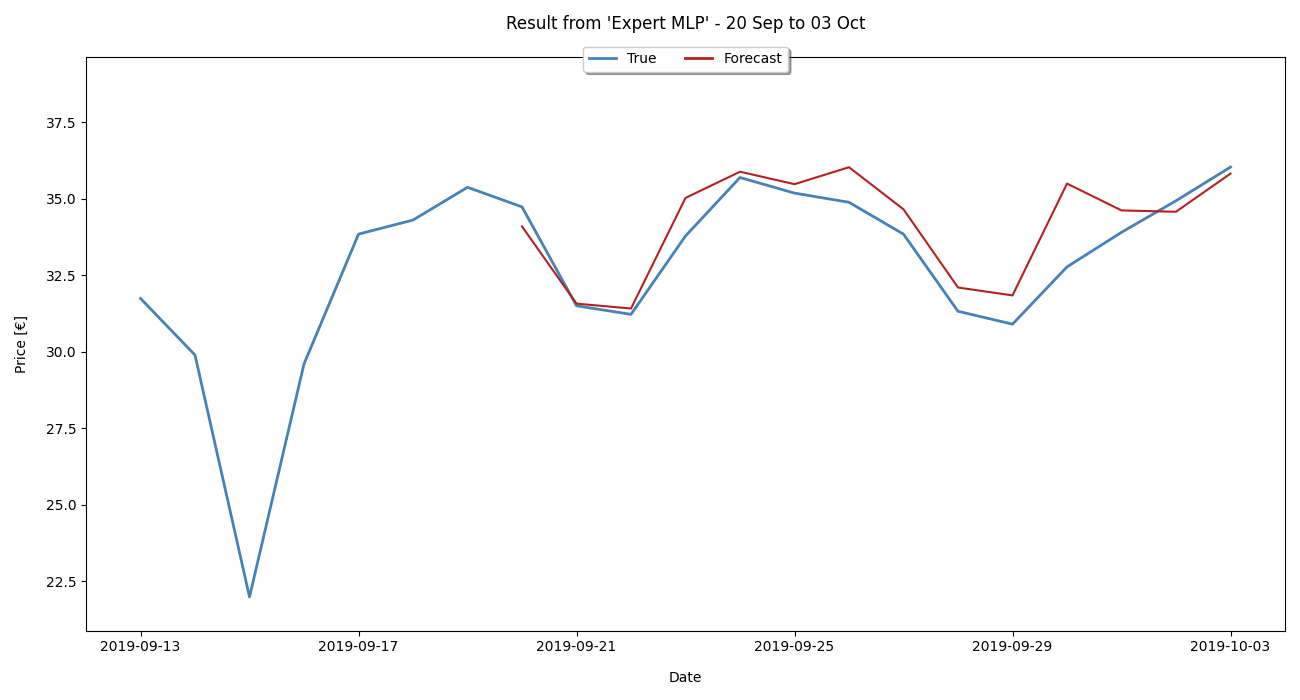 Result from 'Expert MLP' - 20 Sep to 03 Oct
True Forecast
37.5
35.0
32.5
30.0
27.5
25.0
22.5
Price [€]
2019-09-13 2019-09-17 2019-09-21 2019-09-25 2019-09-29 2019-10-03
Date